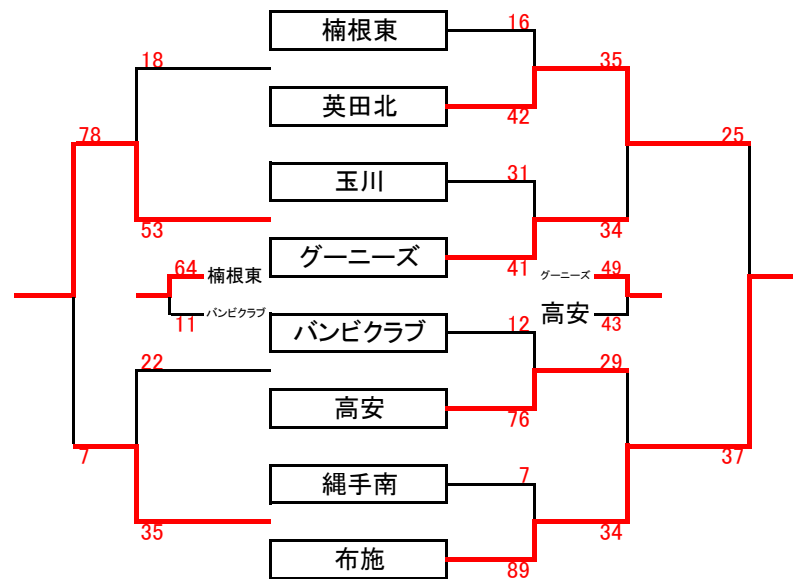 楠根東
16
18
35
英田北
42
78
25
玉川
31
53
34
グーニーズ
41
64
楠根東
グーニーズ
49
11
バンビクラブ
高安
43
バンビクラブ
12
22
29
高安
76
7
37
縄手南
7
35
34
布施
89